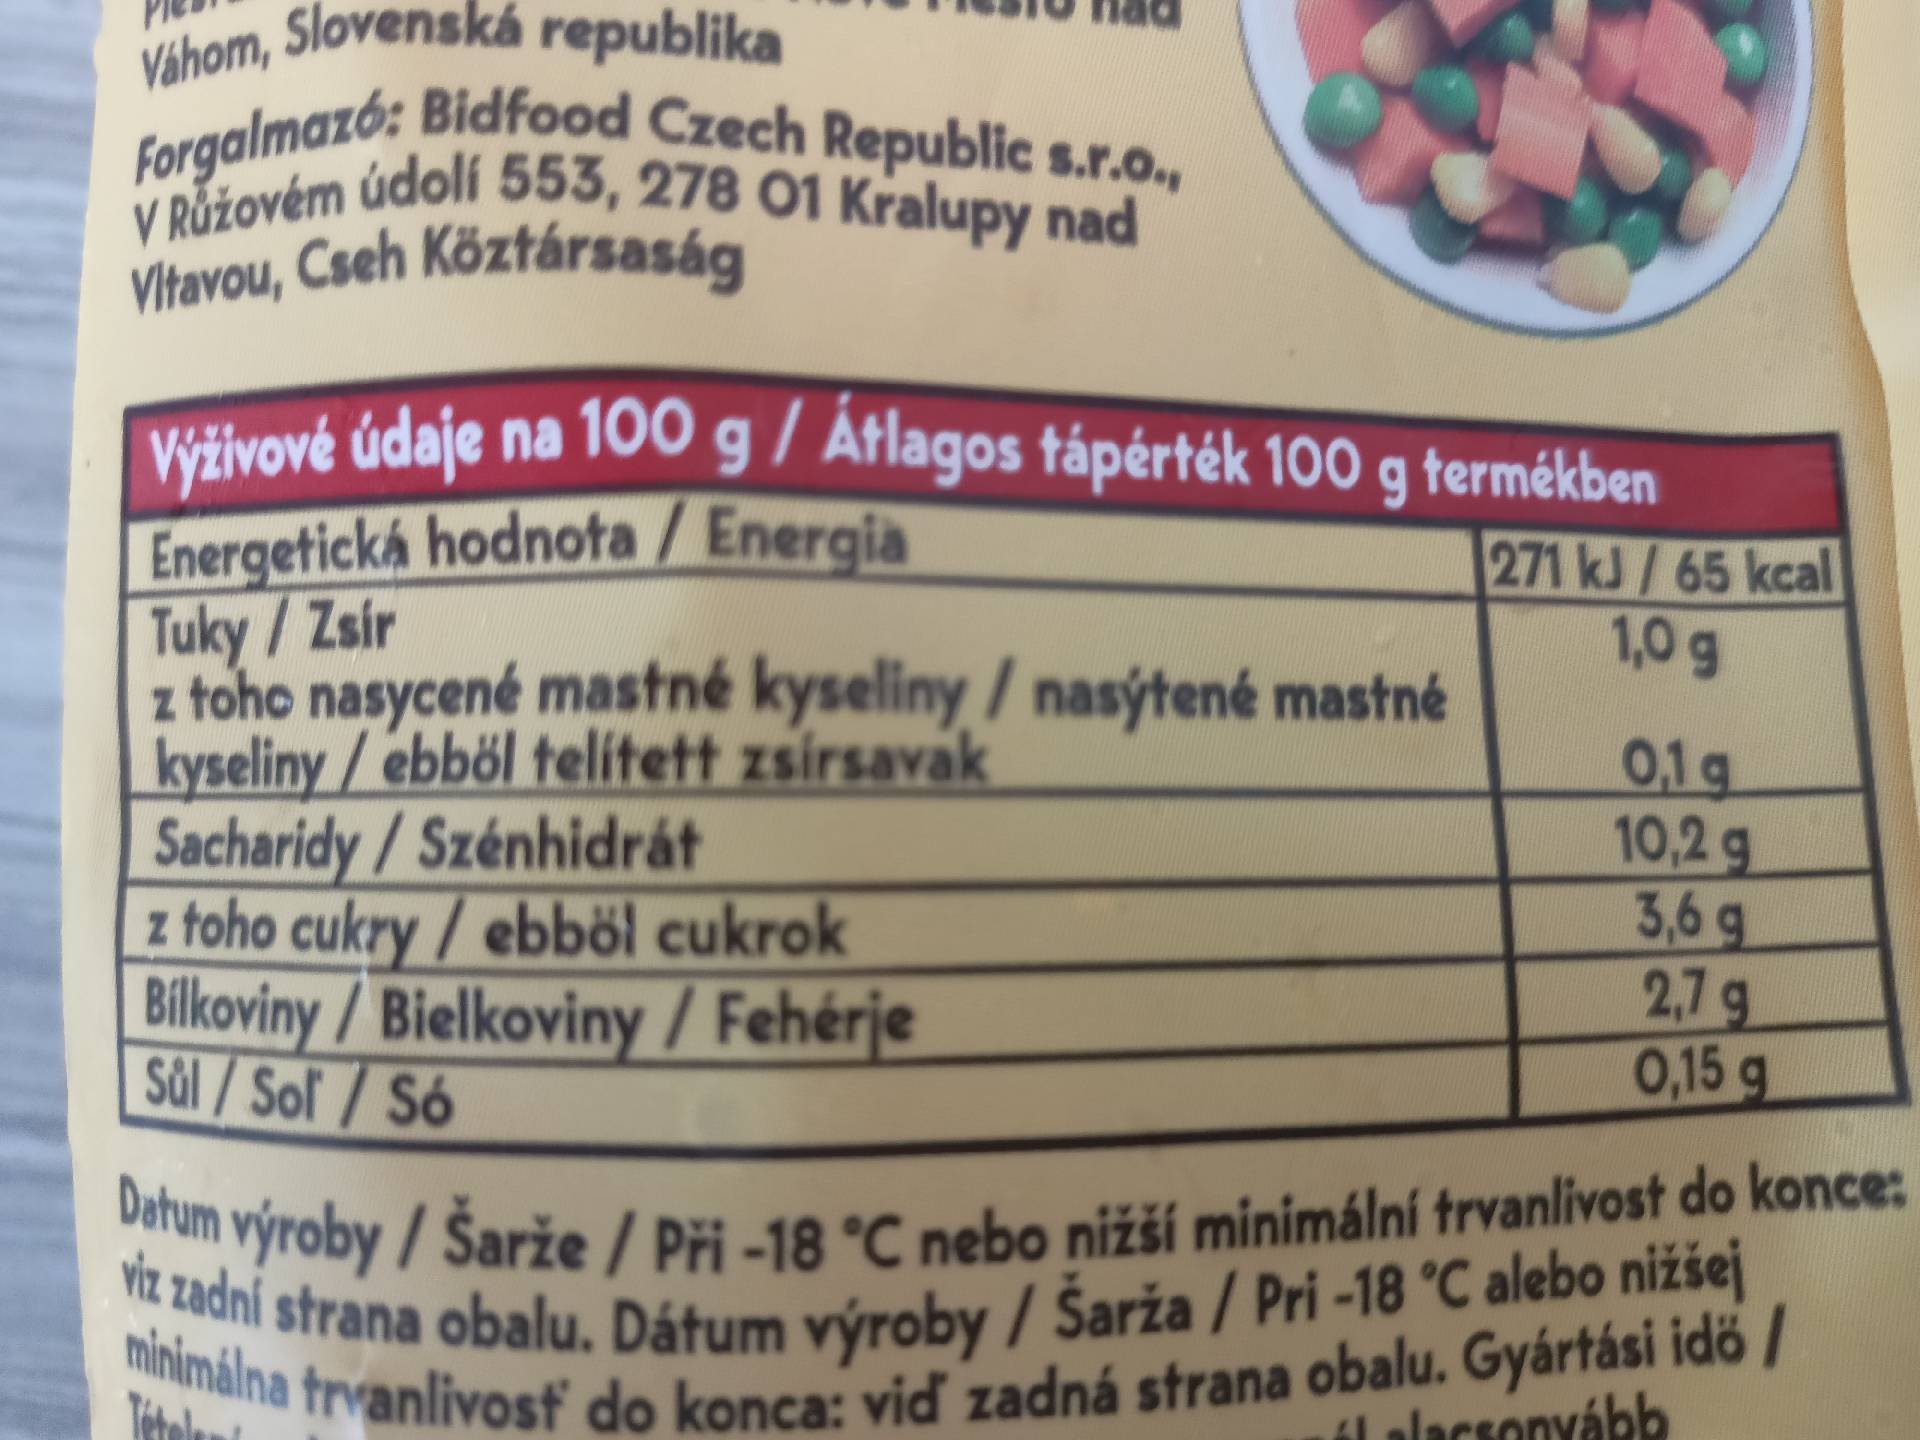 Váhom, Slovenská republika
Forgalmazó: Bidfood Czech Republic s.r.o.,
V Růžovém údolí 553, 278 01 Kralupy nad
Vltavou, Cseh Köztársaság
Výživové údaje na 100 g / Átlagos tápérték 100 g termékben
Energetická hodnota / Energia 271 kJ / 65 kcal
Tuky / Zsír 1,0 g
z toho nasycené mastné kyseliny / nasýtené mastné
kyseliny / ebből telített zsírsavak 0,1 g
Sacharidy / Szénhidrát 10,2 g
z toho cukry / ebből cukrok 3,6 g
Bílkoviny / Bielkoviny / Fehérje 2,7 g
Sůl / Soľ / Só 0,15 g
Datum výroby / Šarže / Při -18 °C nebo nižší minimální trvanlivost do konce:
viz zadní strana obalu. Dátum výroby / Šarža / Pri -18 °C alebo nižšej
minimálna trvanlivosť do konca: viď zadná strana obalu. Gyártási idő /
alacsonyább